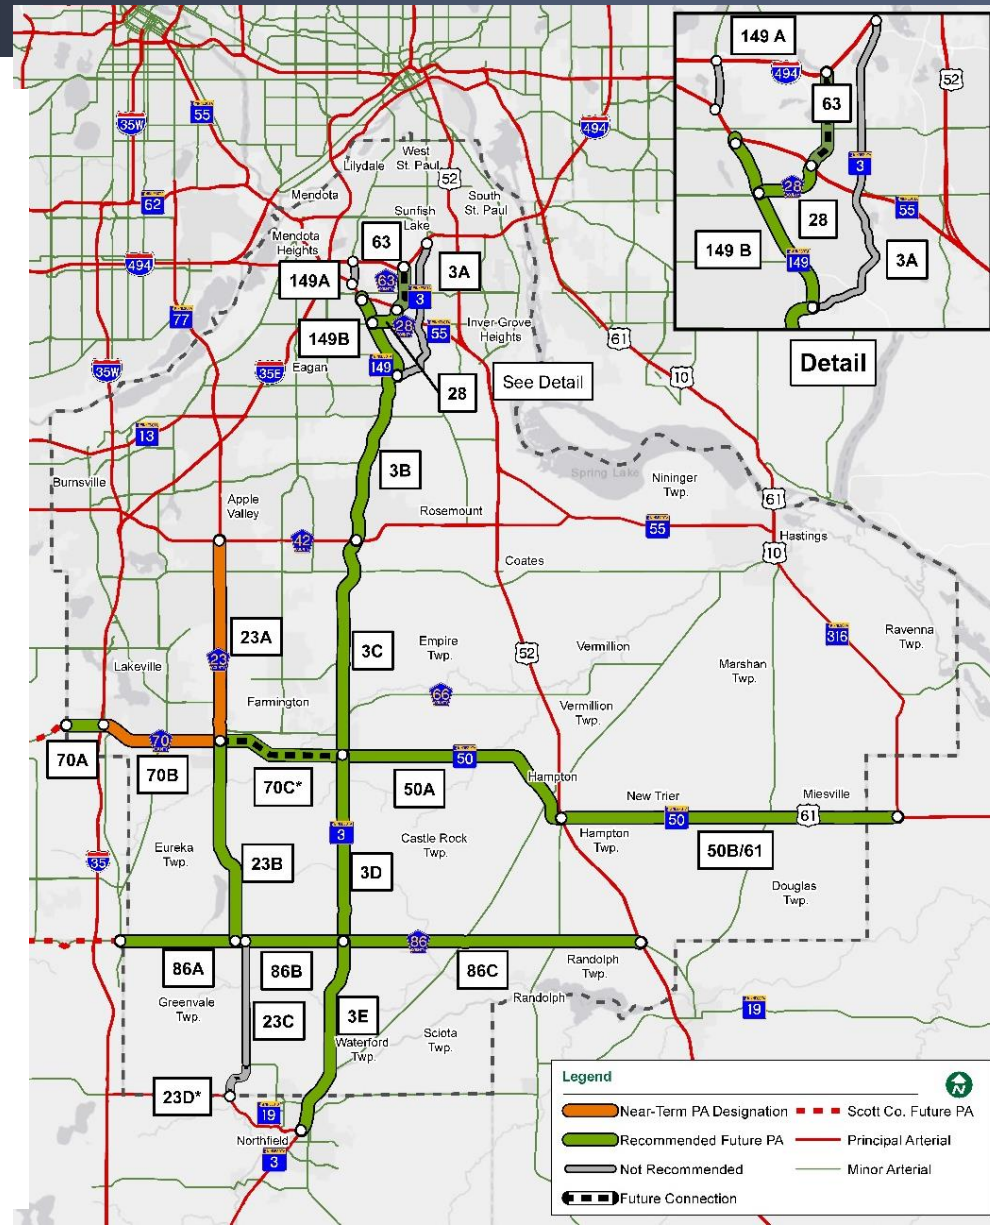 149 A
494
52
63
3
28
55
28
149 B
149
3A
Detail
35W
55
494
West
St. Paul
Lilydale
52
Mendota
South
St. Paul
62
Sunfish
Lake
Mendota
Heights
63
3A
494
149A
63
3
77
28
55
Inver-Grove
Heights
149B
61
35W
35E
Eagan
149
See Detail
10
28
13
3B
Spring Lake
Burnsville
Nininger
Twp.
Apple
Valley
Rosemount
61
55
42
Hastings
10
Coates
23A
3C
Empire
Twp.
52
Vermillion
316
Ravenna
Twp.
Lakeville
23
Marshan
Twp.
66
Farmington
Vermillion
Twp.
70
70A
70B
70C*
50
50A
Hampton
New Trier
Miesville
50
61
3
Hampton
Twp.
Castle Rock
Twp.
Eureka
Twp.
50B/61
35
23B
3D
Douglas
Twp.
86
86A
86B
86C
Randolph
Twp.
Greenvale
Twp.
Randolph
23C
3E
19
Sciota
Twp.
Waterford
Twp.
23D*
19
Northfield
3
Legend
Near-Term PA Designation
Scott Co. Future PA
Recommended Future PA
Principal Arterial
Not Recommended
Minor Arterial
Future Connection
N